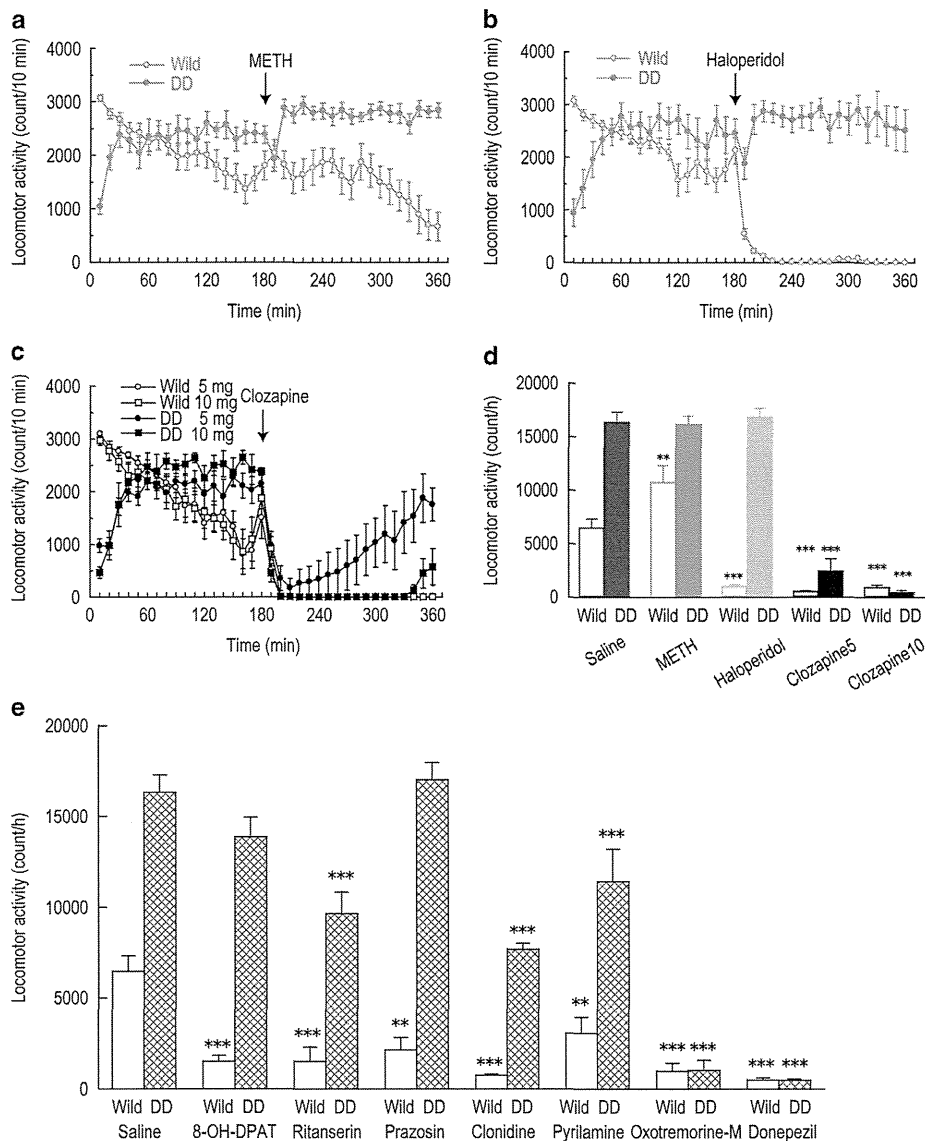 a
Locomotor activity (count/10 min)
4000
3000
2000
1000
0
Wild
DD
METH
0 60 120 180 240 300 360
Time (min)
b
Locomotor activity (count/10 min)
4000
3000
2000
1000
0
Wild
DD
Haloperidol
0 60 120 180 240 300 360
Time (min)
c
Locomotor activity (count/10 min)
4000
3000
2000
1000
0
Wild 5 mg
Wild 10 mg
DD 5 mg
DD 10 mg
Clozapine
0 60 120 180 240 300 360
Time (min)
d
Locomotor activity (count/h)
20000
15000
10000
5000
0
**
***
*** ***
*** ***
Wild DD Wild DD Wild DD Wild DD Wild DD
Saline METH Haloperidol Clozapine5 Clozapine10
e
Locomotor activity (count/h)
20000
15000
10000
5000
0
***
*** ***
**
*** ***
** ***
*** ***
*** ***
Wild DD Wild DD Wild DD Wild DD Wild DD Wild DD Wild DD Wild DD
Saline 8-OH-DPAT Ritanserin Prazosin Clonidine Pyrilamine Oxotremorine-M Donepezil